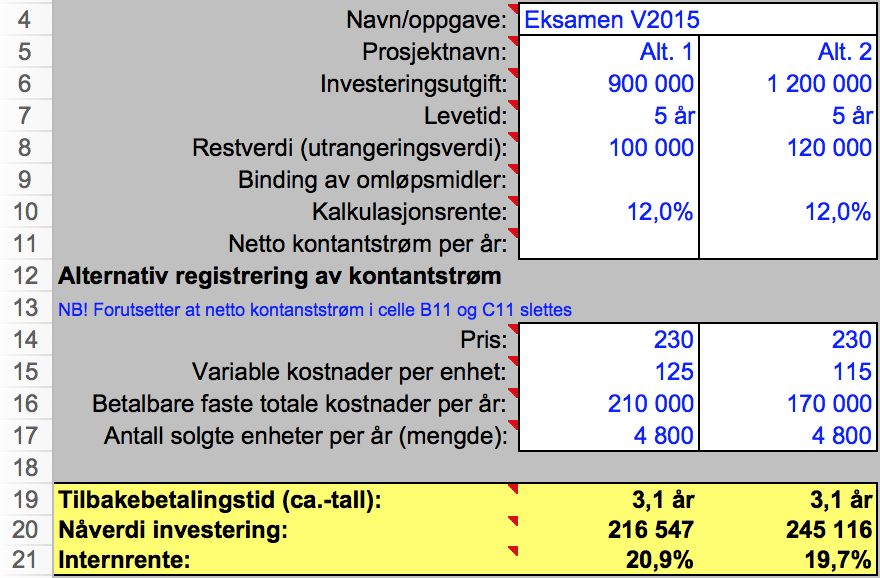 4 Navn/oppgave: Eksamen V2015
5 Prosjektnavn: Alt. 1 Alt. 2
6 Investeringsutgift: 900 000 1 200 000
7 Levetid: 5 år 5 år
8 Restverdi (utrangeringsverdi): 100 000 120 000
9 Binding av omløpsmidler:
10 Kalkulasjonsrente: 12,0% 12,0%
11 Netto kontantstrøm per år:
12 Alternativ registrering av kontantstrøm
13 NB! Forutsetter at netto kontanststrøm i celle B11 og C11 slettes
14 Pris: 230 230
15 Variable kostnader per enhet: 125 115
16 Betalbare faste totale kostnader per år: 210 000 170 000
17 Antall solgte enheter per år (mengde): 4 800 4 800
18
19 Tilbakebetalingstid (ca.-tall): 3,1 år 3,1 år
20 Nåverdi investering: 216 547 245 116
21 Internrente: 20,9% 19,7%